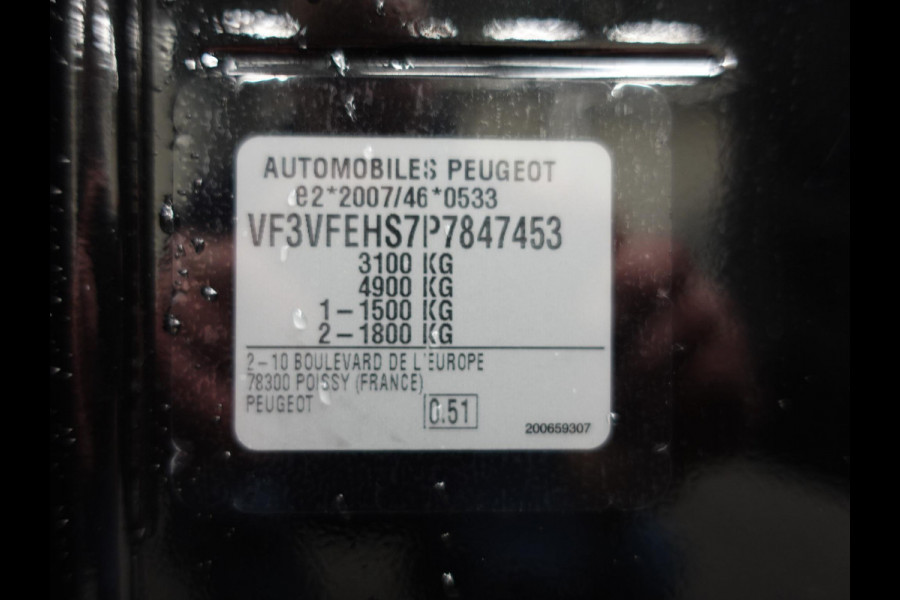 AUTOMOBILES PEUGEOT
e2*2007/46*0533
VF3VFEHS7P7847453
3100 KG
4900 KG
1-1500 KG
2-1800 KG
2-10 BOULEVARD DE L'EUROPE
78300 POISSY (FRANCE)
PEUGEOT
0.51
200659307